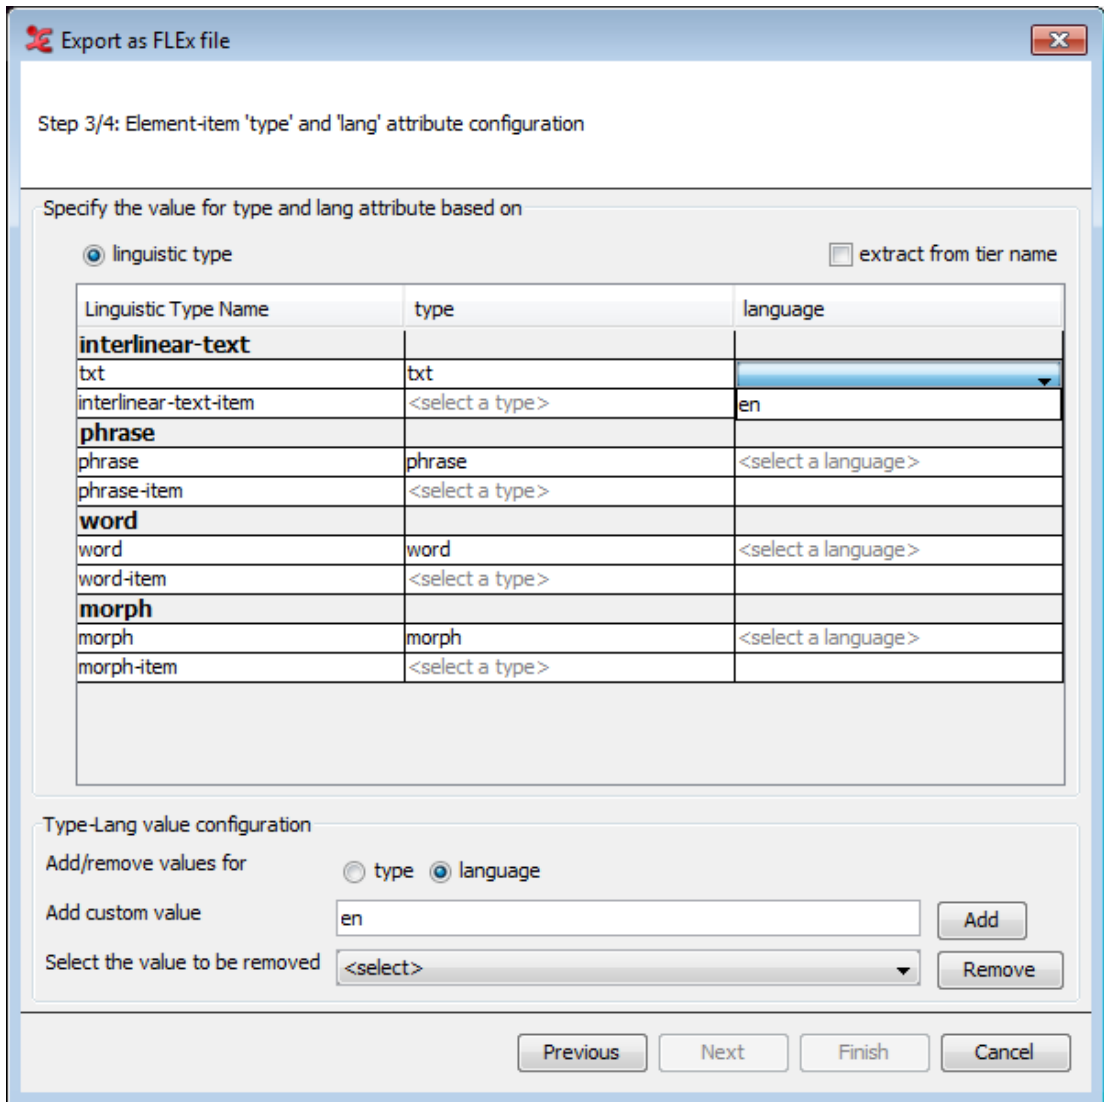 Export as FLEx file
Step 3/4: Element-item 'type' and 'lang' attribute configuration
Specify the value for type and lang attribute based on
linguistic type extract from tier name
Linguistic Type Name type language
interlinear-text
txt txt
interlinear-text-item <select a type> en
phrase
phrase phrase <select a language>
phrase-item <select a type>
word
word word <select a language>
word-item <select a type>
morph
morph morph <select a language>
morph-item <select a type>
Type-Lang value configuration
Add/remove values for type language
Add custom value en Add
Select the value to be removed <select> Remove
Previous Next Finish Cancel